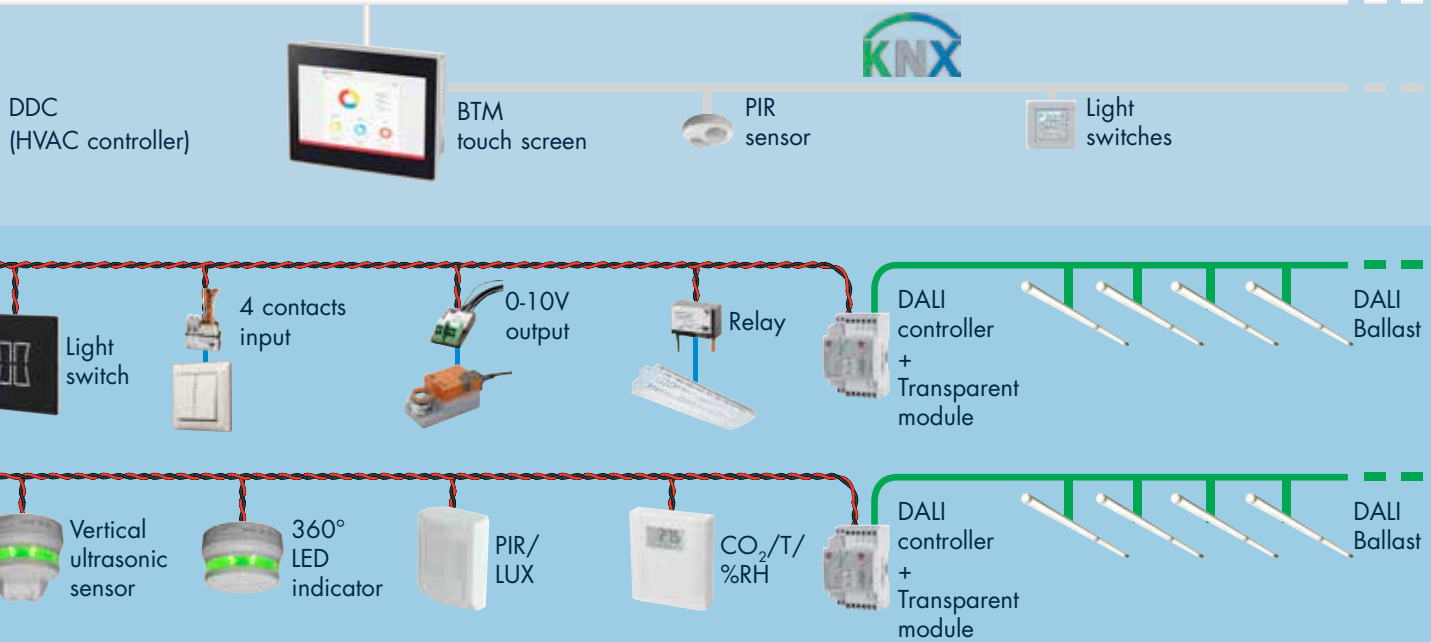 KNX
DDC
(HVAC controller)
BTM
touch screen
PIR
sensor
Light
switches
Light
switch
4 contacts
input
0-10V
output
Relay
DALI
controller
+
Transparent
module
DALI
Ballast
Vertical
ultrasonic
sensor
360°
LED
indicator
PIR/
LUX
CO₂/T/
%RH
DALI
controller
+
Transparent
module
DALI
Ballast